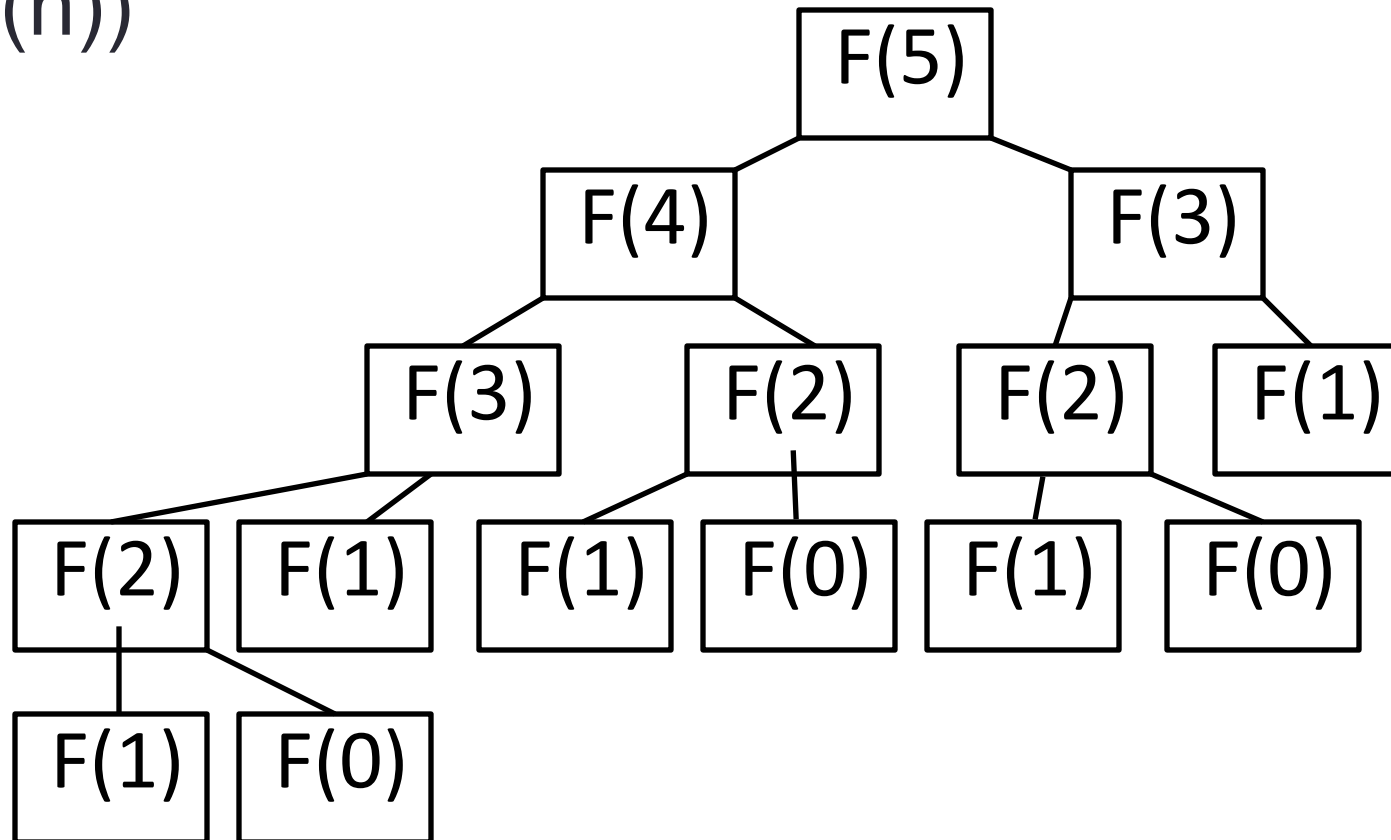 (n))
F(5)
F(4) F(3)
F(3) F(2) F(2) F(1)
F(2) F(1) F(1) F(0) F(1) F(0)
F(1) F(0)